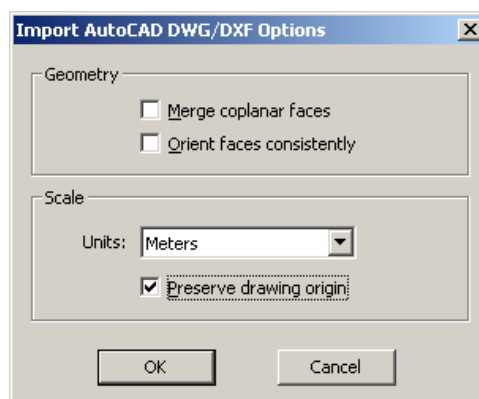 Import AutoCAD DWG/DXF Options
Geometry
Merge coplanar faces
Orient faces consistently
Scale
Units: Meters
Preserve drawing origin
OK Cancel